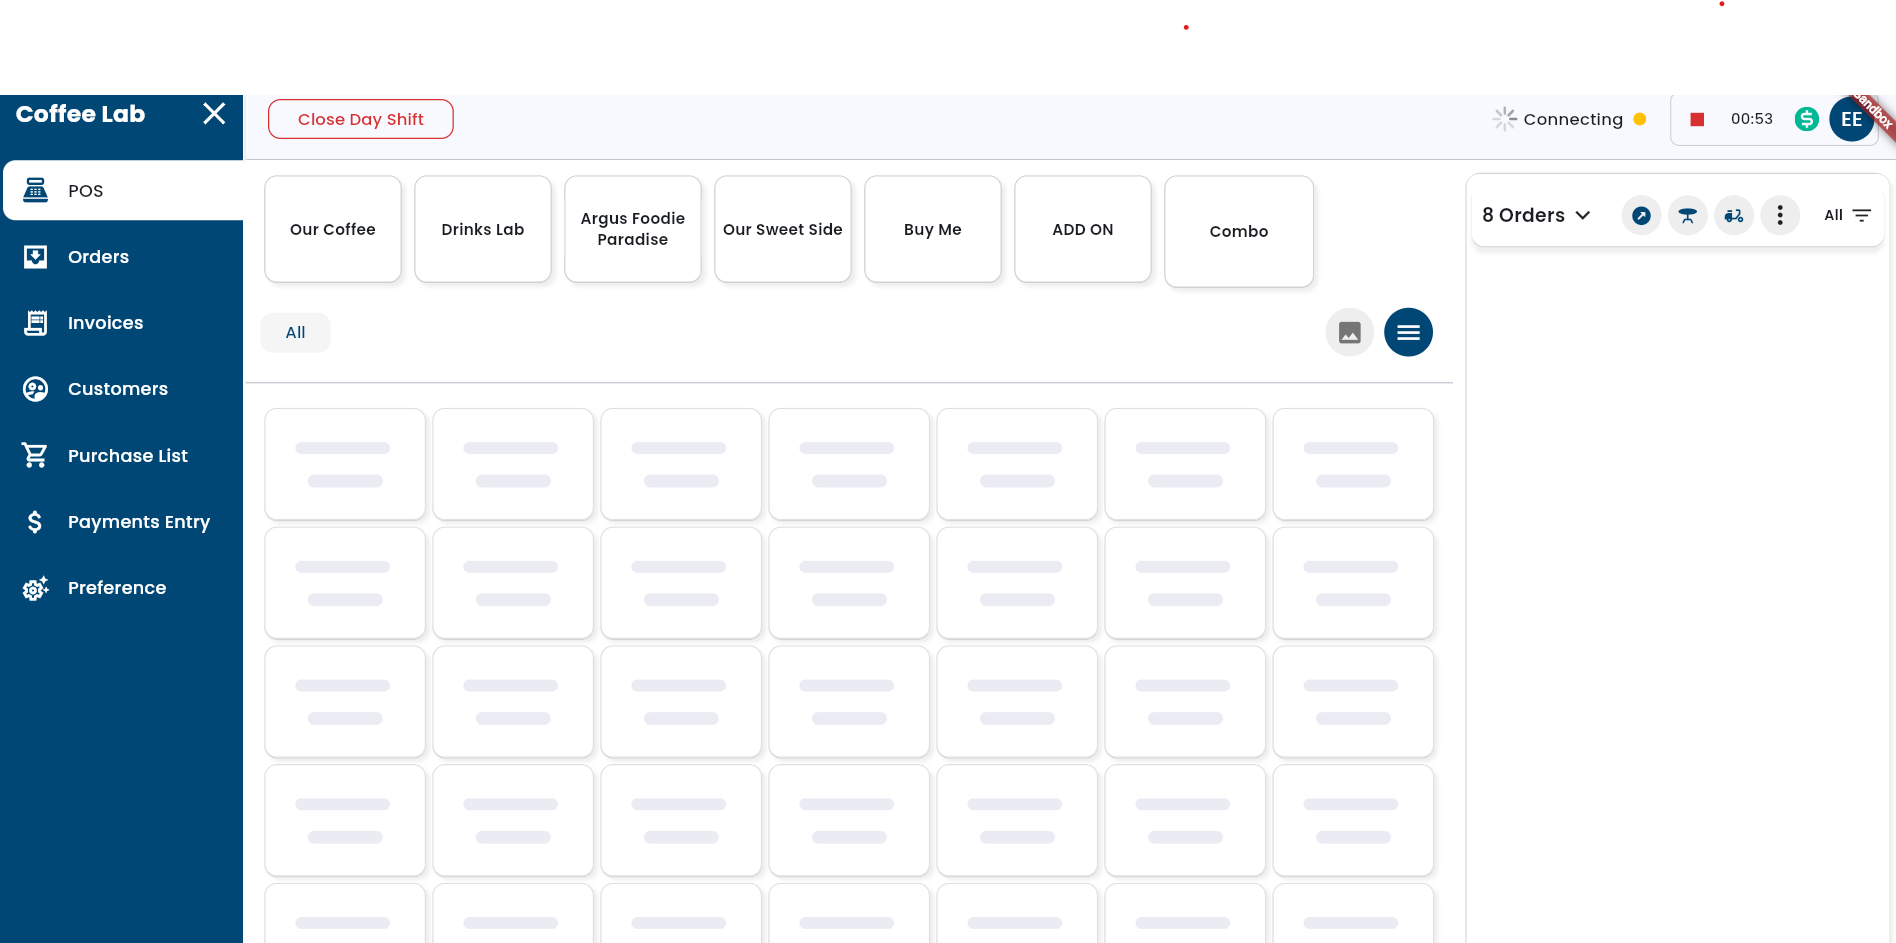 Coffee Lab
Close Day Shift
Connecting
00:53
EE
Sandbox
POS
Orders
Invoices
Customers
Purchase List
Payments Entry
Preference
Our Coffee
Drinks Lab
Argus Foodie
Paradise
Our Sweet Side
Buy Me
ADD ON
Combo
All
8 Orders
All